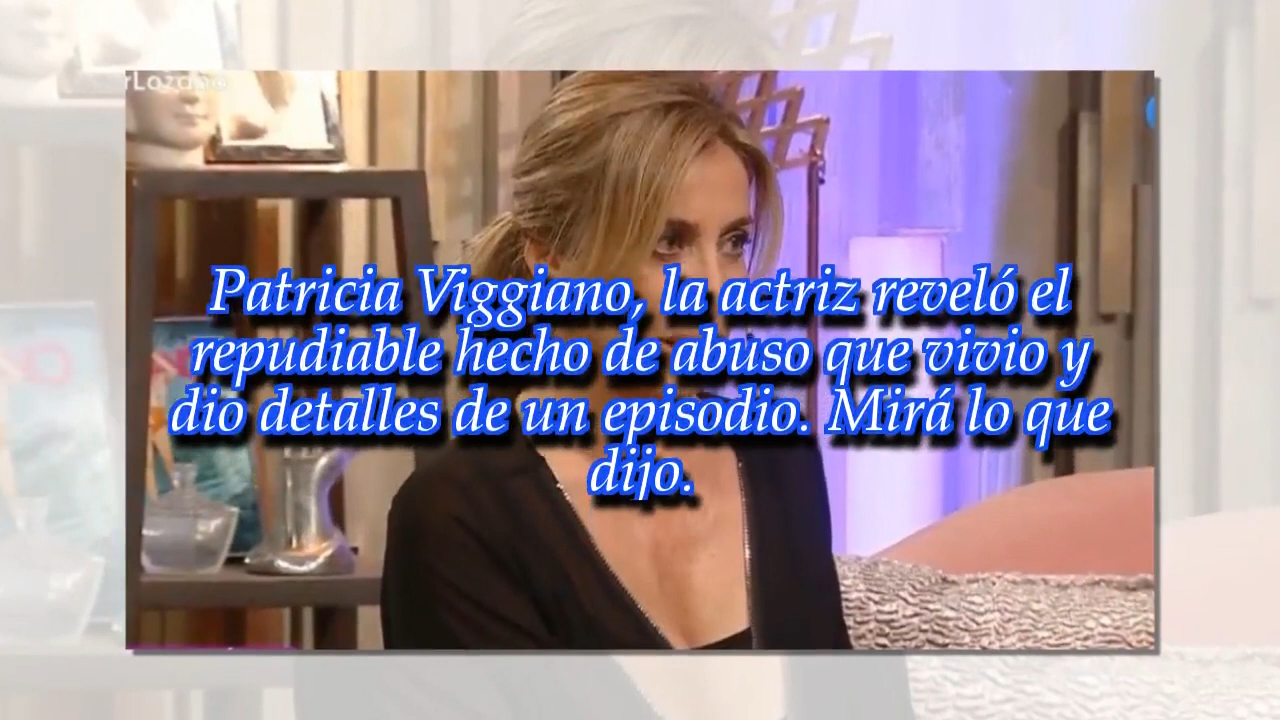 rLozano
Patricia Viggiano, la actriz reveló el
repudiable hecho de abuso que vivio y
dio detalles de un episodio. Mirá lo que
dijo.